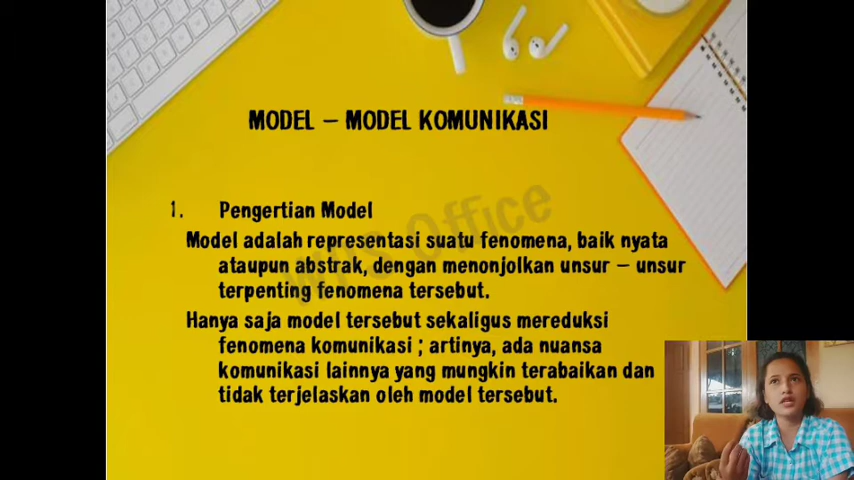 MODEL – MODEL KOMUNIKASI
1. Pengertian Model
Model adalah representasi suatu fenomena, baik nyata
ataupun abstrak, dengan menonjolkan unsur – unsur
terpenting fenomena tersebut.
Hanya saja model tersebut sekaligus mereduksi
fenomena komunikasi ; artinya, ada nuansa
komunikasi lainnya yang mungkin terabaikan dan
tidak terjelaskan oleh model tersebut.
WPS Office